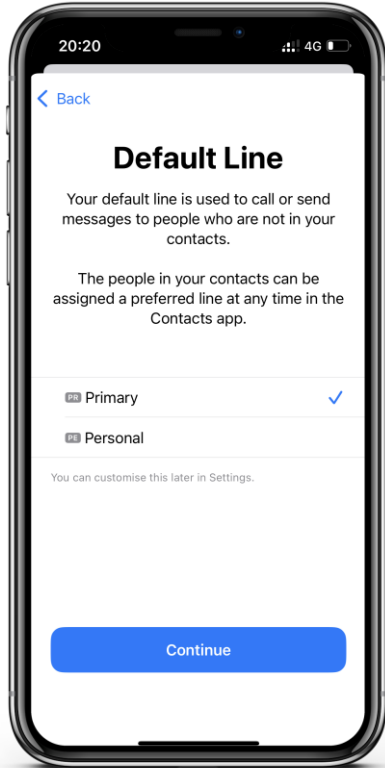 20:20
4G
Back
Default Line
Your default line is used to call or send
messages to people who are not in your
contacts.
The people in your contacts can be
assigned a preferred line at any time in the
Contacts app.
PR Primary
PE Personal
You can customise this later in Settings.
Continue